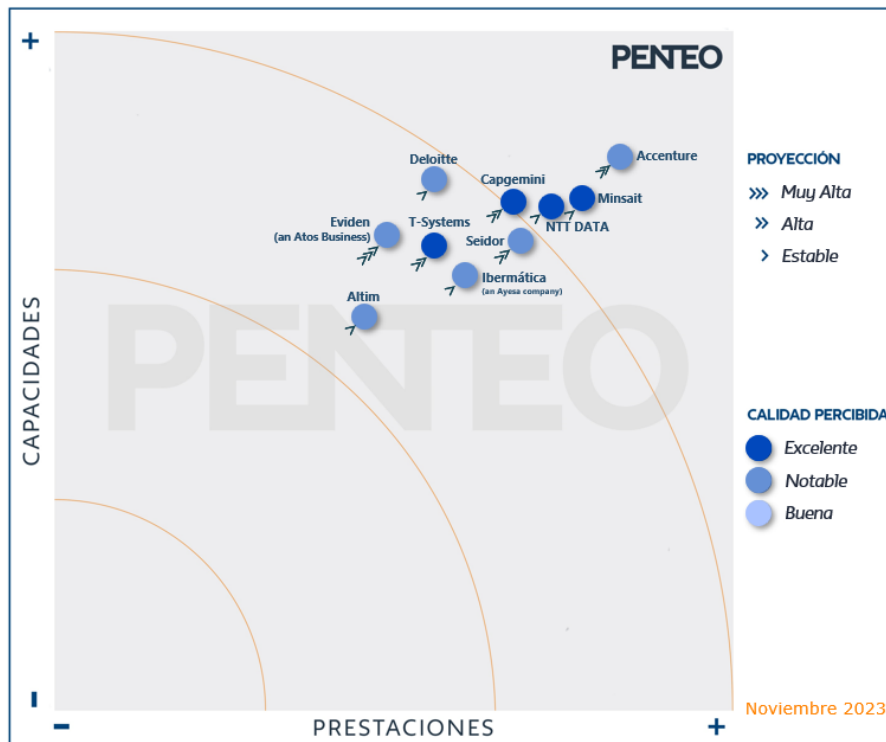 +
PENTEO
Deloitte
Accenture
Capgemini
Minsait
NTT DATA
Eviden
(an Atos Business)
T-Systems
Seidor
Ibermática
(an Ayesa company)
Altim
PENTEO
CAPACIDADES
-
-
PRESTACIONES
+
PROYECCIÓN
Muy Alta
Alta
Estable
CALIDAD PERCIBIDA
Excelente
Notable
Buena
Noviembre 2023